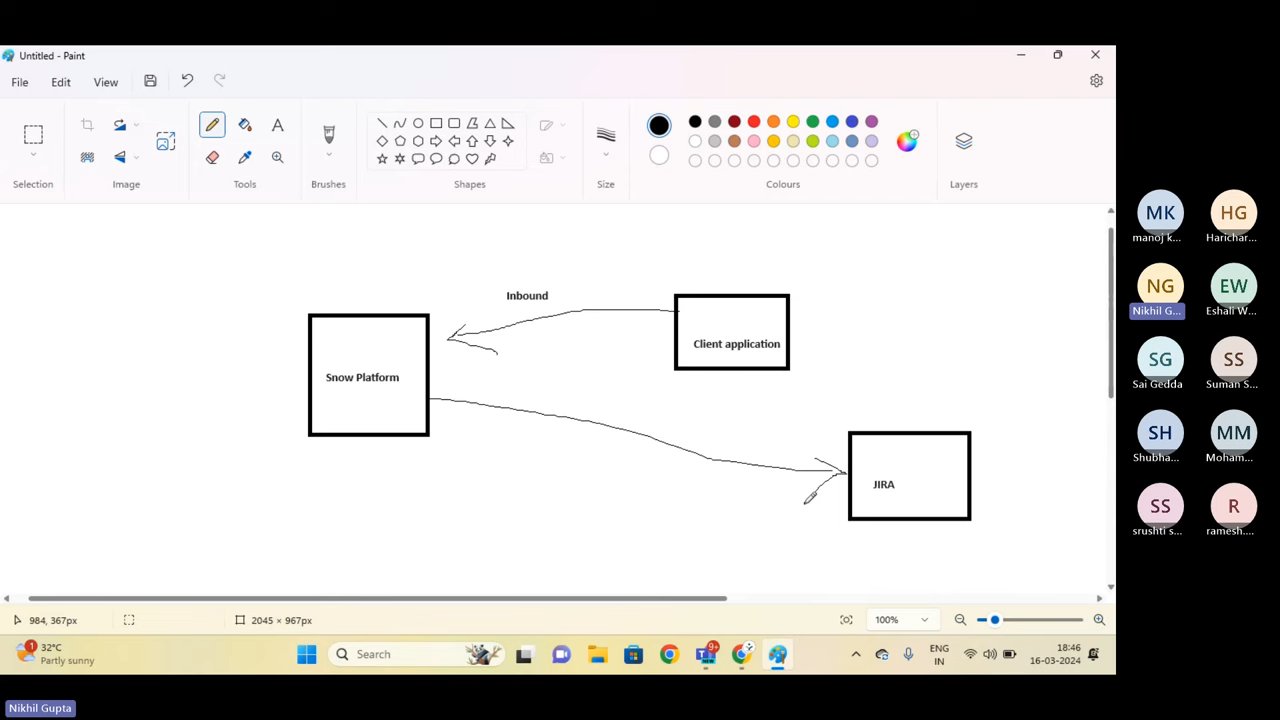 Untitled - Paint
File
Edit
View
Selection
Image
Tools
Brushes
Shapes
Size
Colours
Layers
Inbound
Snow Platform
Client application
JIRA
984, 367px
2045 × 967px
100%
1
32°C
Partly sunny
Search
NEW
9+
ENG
IN
18:46
16-03-2024
MK
manoj k...
HG
Harichar...
NG
Nikhil G...
EW
Eshali W...
SG
Sai Gedda
SS
Suman S...
SH
Shubha...
MM
Moham...
SS
srushti s...
R
ramesh....
Nikhil Gupta